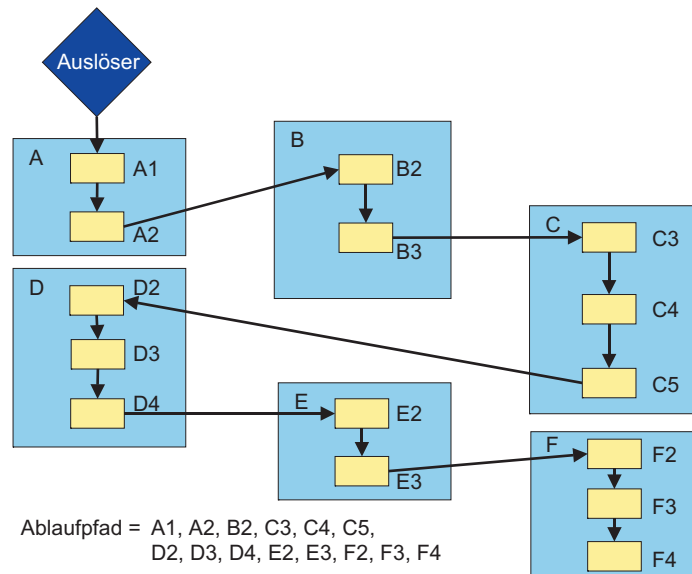 Auslöser
A
A1
A2
B
B2
B3
C
C3
C4
C5
D
D2
D3
D4
E
E2
E3
F
F2
F3
F4
Ablaufpfad = A1, A2, B2, C3, C4, C5,
D2, D3, D4, E2, E3, F2, F3, F4